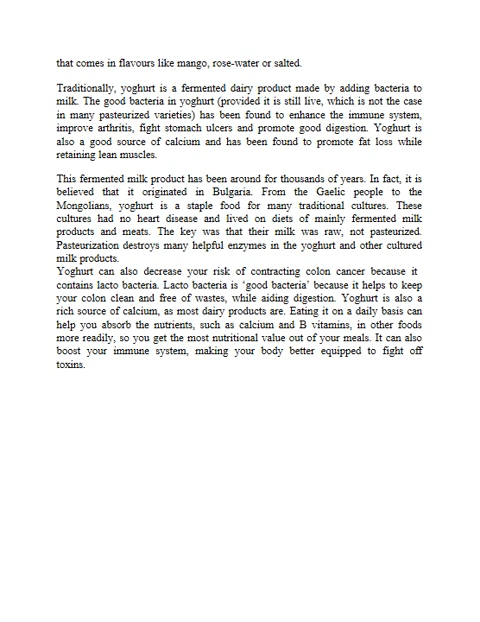 that comes in flavours like mango, rose-water or salted.
Traditionally, yoghurt is a fermented dairy product made by adding bacteria to
milk. The good bacteria in yoghurt (provided it is still live, which is not the case
in many pasteurized varieties) has been found to enhance the immune system,
improve arthritis, fight stomach ulcers and promote good digestion. Yoghurt is
also a good source of calcium and has been found to promote fat loss while
retaining lean muscles.
This fermented milk product has been around for thousands of years. In fact, it is
believed that it originated in Bulgaria. From the Gaelic people to the
Mongolians, yoghurt is a staple food for many traditional cultures. These
cultures had no heart disease and lived on diets of mainly fermented milk
products and meats. The key was that their milk was raw, not pasteurized.
Pasteurization destroys many helpful enzymes in the yoghurt and other cultured
milk products.
Yoghurt can also decrease your risk of contracting colon cancer because it
contains lacto bacteria. Lacto bacteria is ‘good bacteria’ because it helps to keep
your colon clean and free of wastes, while aiding digestion. Yoghurt is also a
rich source of calcium, as most dairy products are. Eating it on a daily basis can
help you absorb the nutrients, such as calcium and B vitamins, in other foods
more readily, so you get the most nutritional value out of your meals. It can also
boost your immune system, making your body better equipped to fight off
toxins.